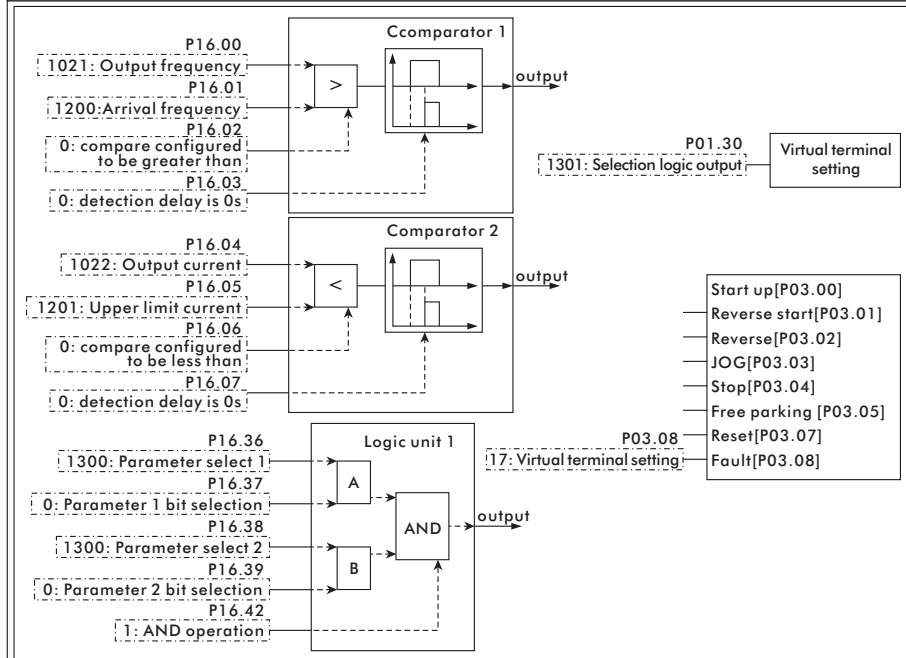 Ccomparator 1
P16.00
1021: Output frequency
P16.01
1200:Arrival frequency
P16.02
0: compare configured
to be greater than
P16.03
0: detection delay is 0s
>
output
P01.30
1301: Selection logic output
Virtual terminal
setting
Comparator 2
P16.04
1022: Output current
P16.05
1201: Upper limit current
P16.06
0: compare configured
to be less than
P16.07
0: detection delay is 0s
<
output
Start up[P03.00]
Reverse start[P03.01]
Reverse[P03.02]
JOG[P03.03]
Stop[P03.04]
Free parking [P03.05]
Reset[P03.07]
Fault[P03.08]
P03.08
17: Virtual terminal setting
Logic unit 1
P16.36
1300: Parameter select 1
P16.37
0: Parameter 1 bit selection
P16.38
1300: Parameter select 2
P16.39
0: Parameter 2 bit selection
P16.42
1: AND operation
A
B
AND
output